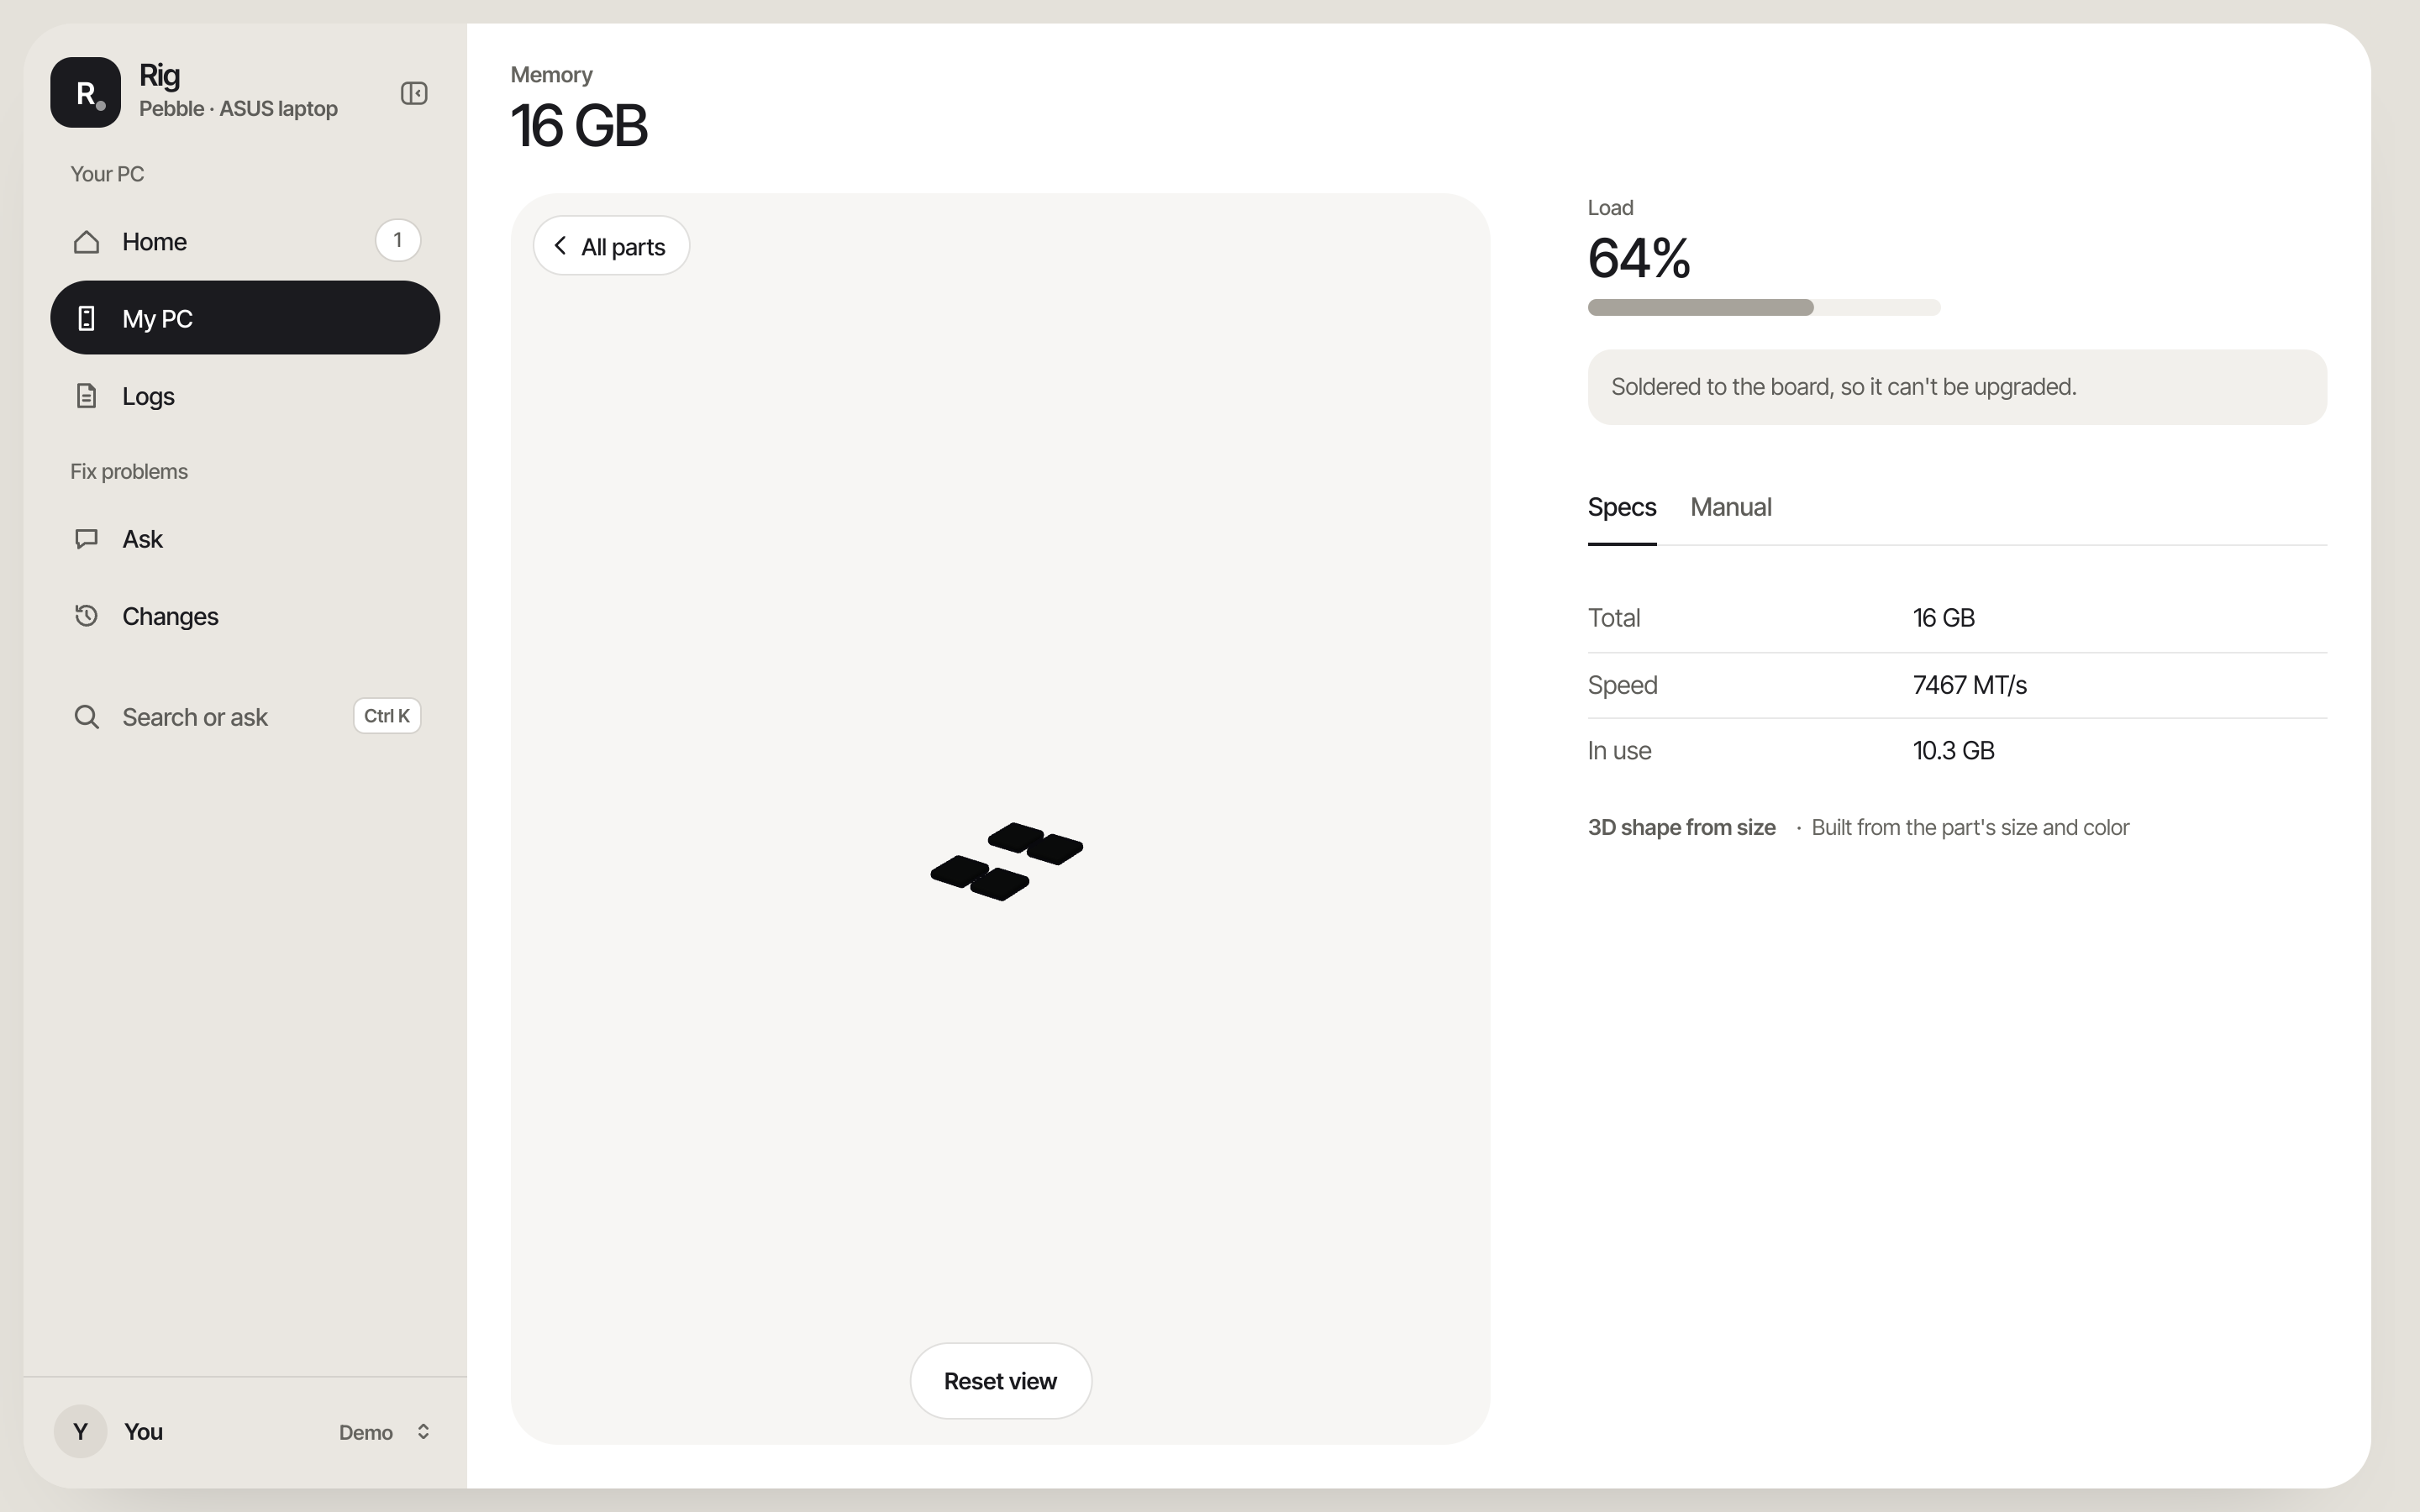 R.
Rig
Pebble · ASUS laptop
Your PC
Home
1
My PC
Logs
Fix problems
Ask
Changes
Search or ask
Ctrl K
Y
You
Demo
Memory
16 GB
All parts
Reset view
Load
64%
Soldered to the board, so it can't be upgraded.
Specs Manual
Total 16 GB
Speed 7467 MT/s
In use 10.3 GB
3D shape from size · Built from the part's size and color